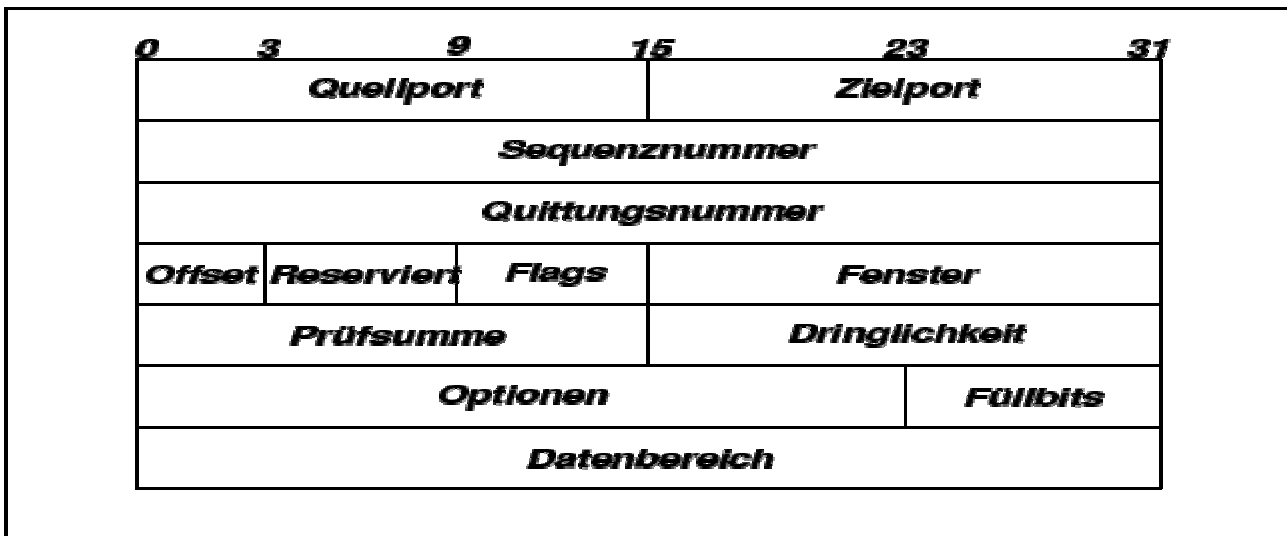 0 3 9 15 23 31
Quellport Zielport
Sequenznummer
Quittungsnummer
Offset Reserviert Flags Fenster
Prüfsumme Dringlichkeit
Optionen Füllbits
Datenbereich